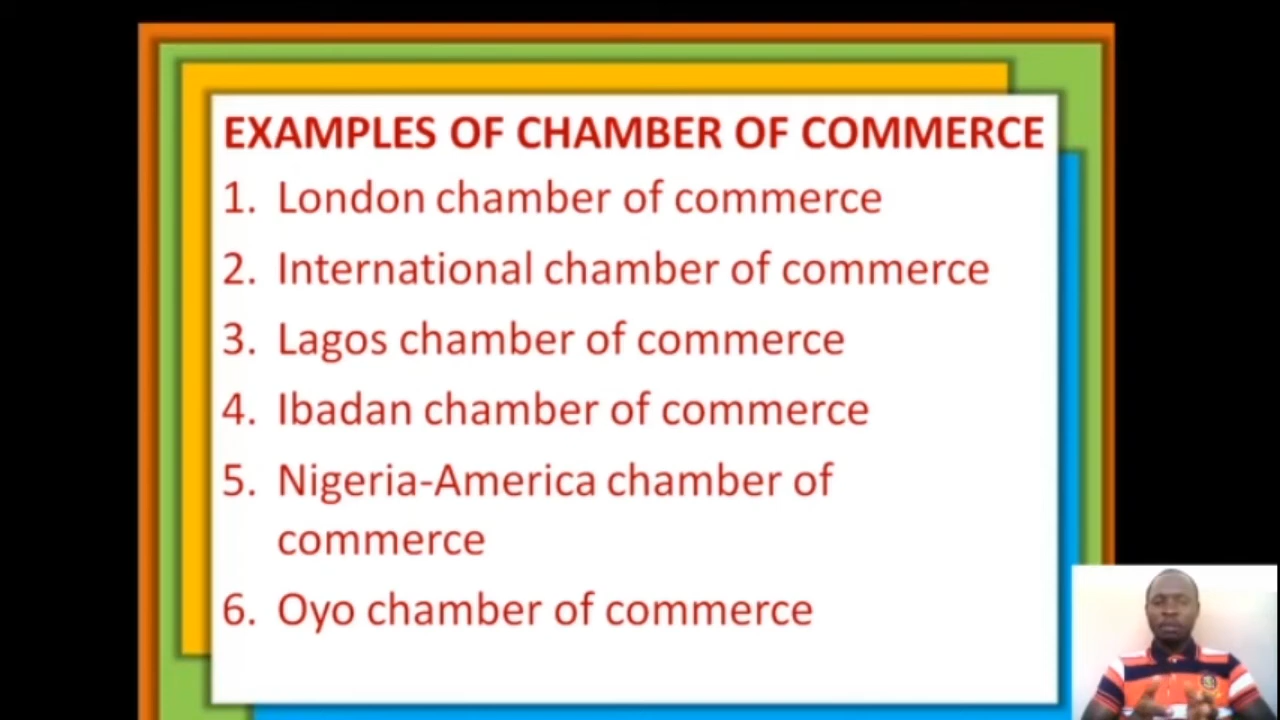 EXAMPLES OF CHAMBER OF COMMERCE
1. London chamber of commerce
2. International chamber of commerce
3. Lagos chamber of commerce
4. Ibadan chamber of commerce
5. Nigeria-America chamber of
commerce
6. Oyo chamber of commerce